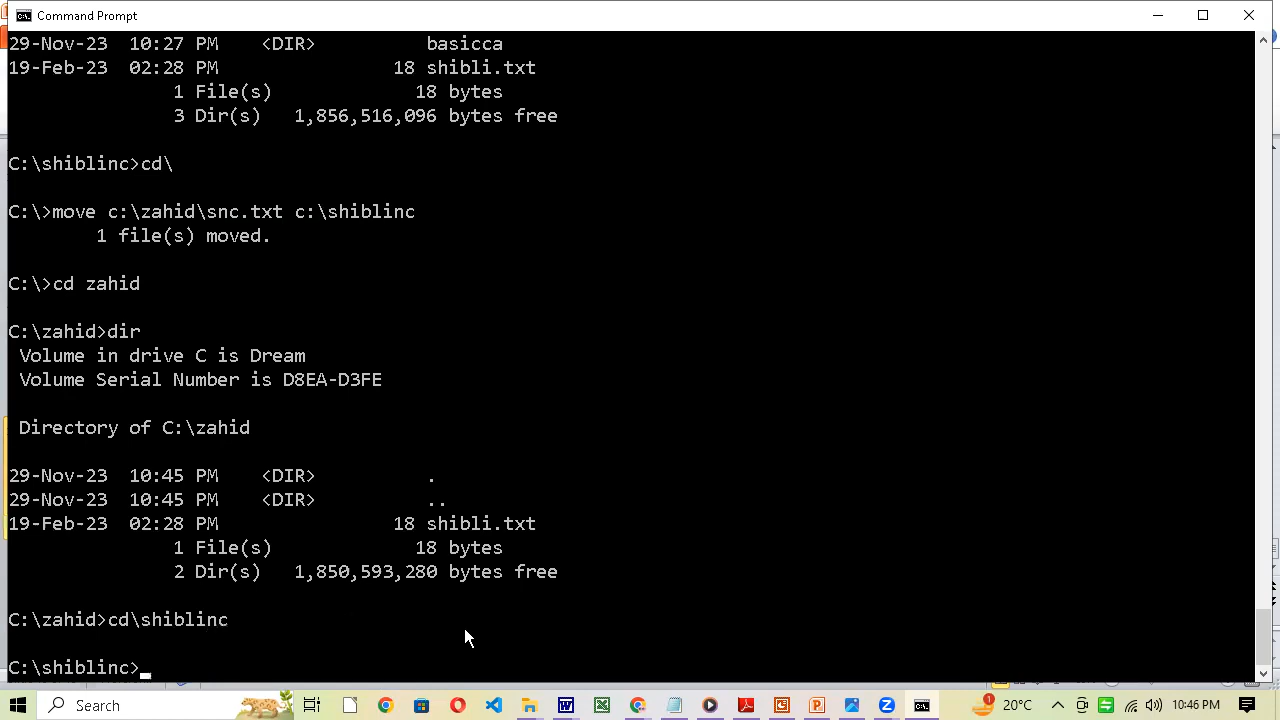 Command Prompt
29-Nov-23  10:27 PM    <DIR>          basicca
19-Feb-23  02:28 PM                18 shibli.txt
               1 File(s)             18 bytes
               3 Dir(s)   1,856,516,096 bytes free
C:\shiblinc>cd\
C:\>move c:\zahid\snc.txt c:\shiblinc
        1 file(s) moved.
C:\>cd zahid
C:\zahid>dir
 Volume in drive C is Dream
 Volume Serial Number is D8EA-D3FE
 Directory of C:\zahid
29-Nov-23  10:45 PM    <DIR>          .
29-Nov-23  10:45 PM    <DIR>          ..
19-Feb-23  02:28 PM                18 shibli.txt
               1 File(s)             18 bytes
               2 Dir(s)   1,850,593,280 bytes free
C:\zahid>cd\shiblinc
C:\shiblinc>
Search 1 20°C 10:46 PM